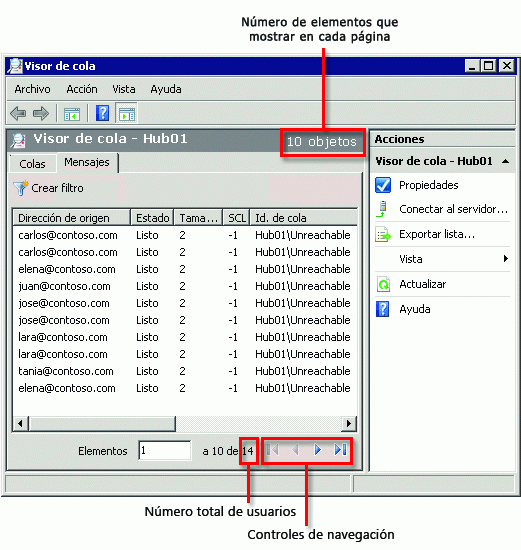 Número de elementos que
mostrar en cada página
Visor de cola
Archivo Acción Vista Ayuda
Visor de cola - Hub01 10 objetos
Colas Mensajes
Crear filtro
Dirección de origen Estado Tama... SCL Id. de cola
carlos@contoso.com Listo 2 -1 Hub01\Unreachable
carlos@contoso.com Listo 2 -1 Hub01\Unreachable
elena@contoso.com Listo 2 -1 Hub01\Unreachable
juan@contoso.com Listo 2 -1 Hub01\Unreachable
jose@contoso.com Listo 2 -1 Hub01\Unreachable
jose@contoso.com Listo 2 -1 Hub01\Unreachable
lara@contoso.com Listo 2 -1 Hub01\Unreachable
lara@contoso.com Listo 2 -1 Hub01\Unreachable
tania@contoso.com Listo 2 -1 Hub01\Unreachable
elena@contoso.com Listo 2 -1 Hub01\Unreachable
Elementos 1 a 10 de 14
Acciones
Visor de cola - Hub01
Propiedades
Conectar al servidor...
Exportar lista...
Vista
Actualizar
Ayuda
Número total de usuarios
Controles de navegación